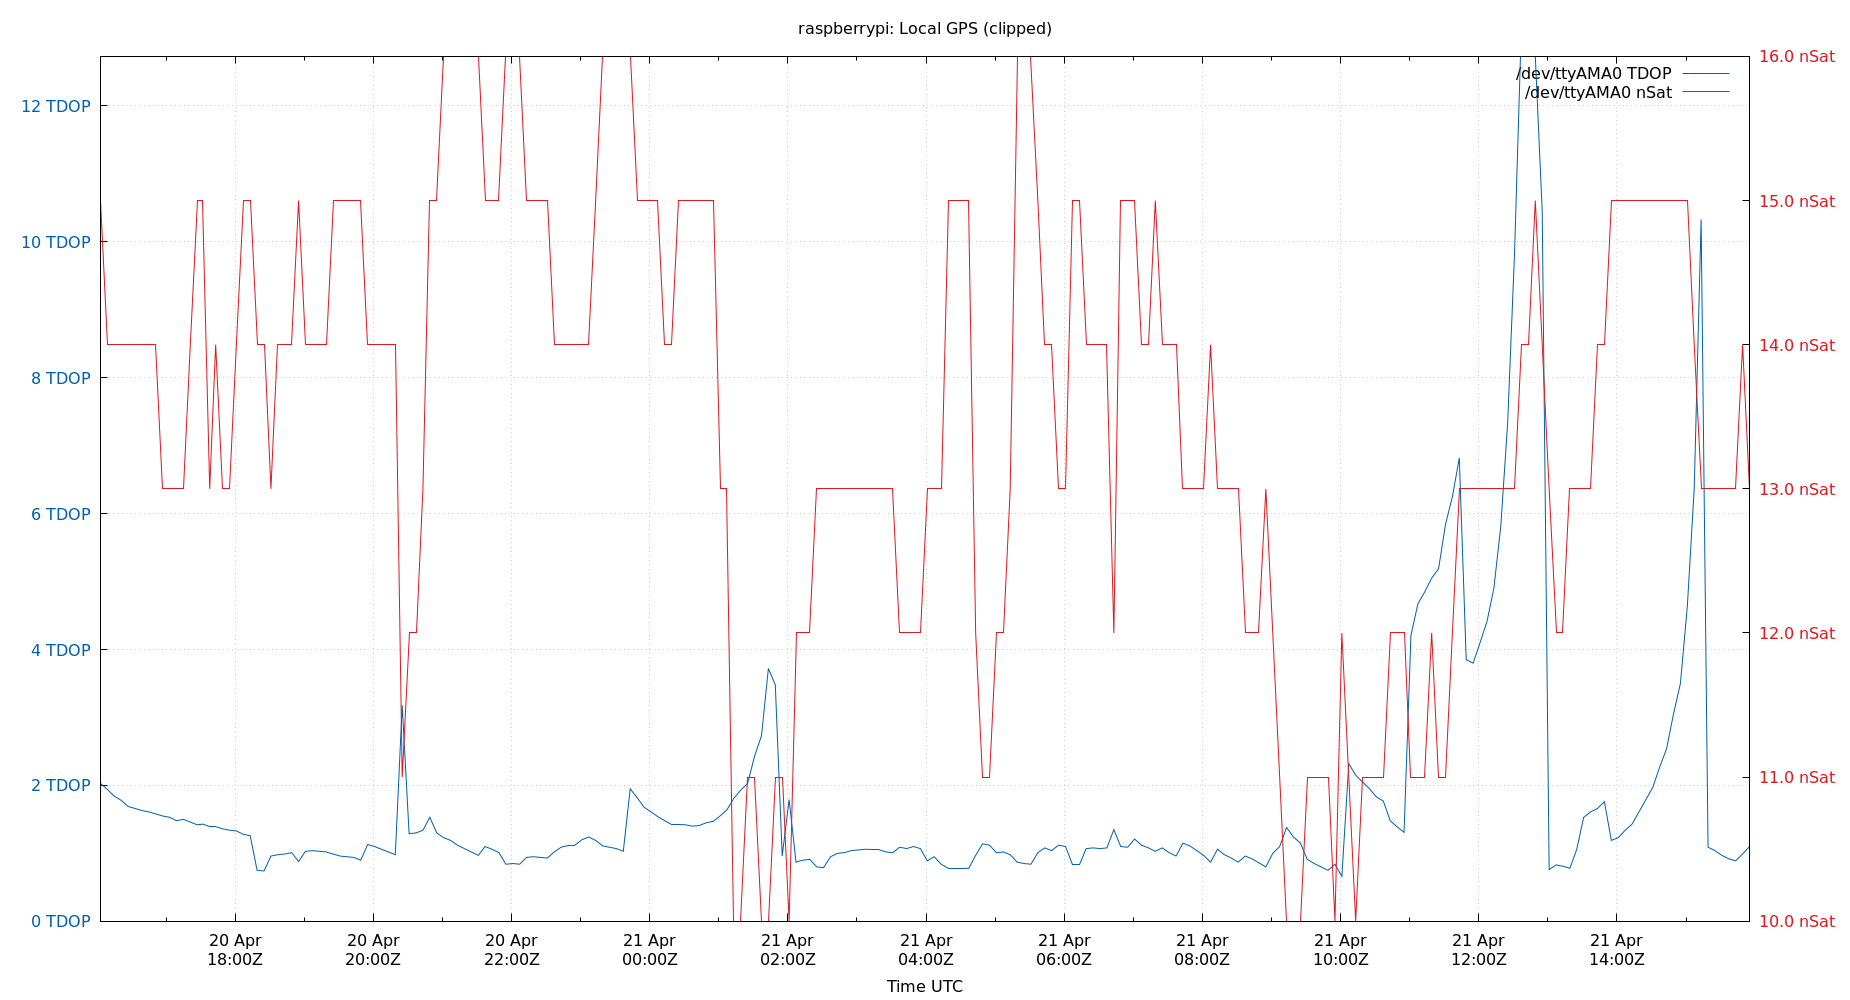 raspberrypi: Local GPS (clipped)
16.0 nSat
/dev/ttyAMA0 TDOP
/dev/ttyAMA0 nSat
12 TDOP
15.0 nSat
10 TDOP
14.0 nSat
8 TDOP
13.0 nSat
6 TDOP
12.0 nSat
4 TDOP
11.0 nSat
2 TDOP
0 TDOP
10.0 nSat
20 Apr 20 Apr 20 Apr 21 Apr 21 Apr 21 Apr 21 Apr 21 Apr 21 Apr 21 Apr 21 Apr
18:00Z 20:00Z 22:00Z 00:00Z 02:00Z 04:00Z 06:00Z 08:00Z 10:00Z 12:00Z 14:00Z
Time UTC